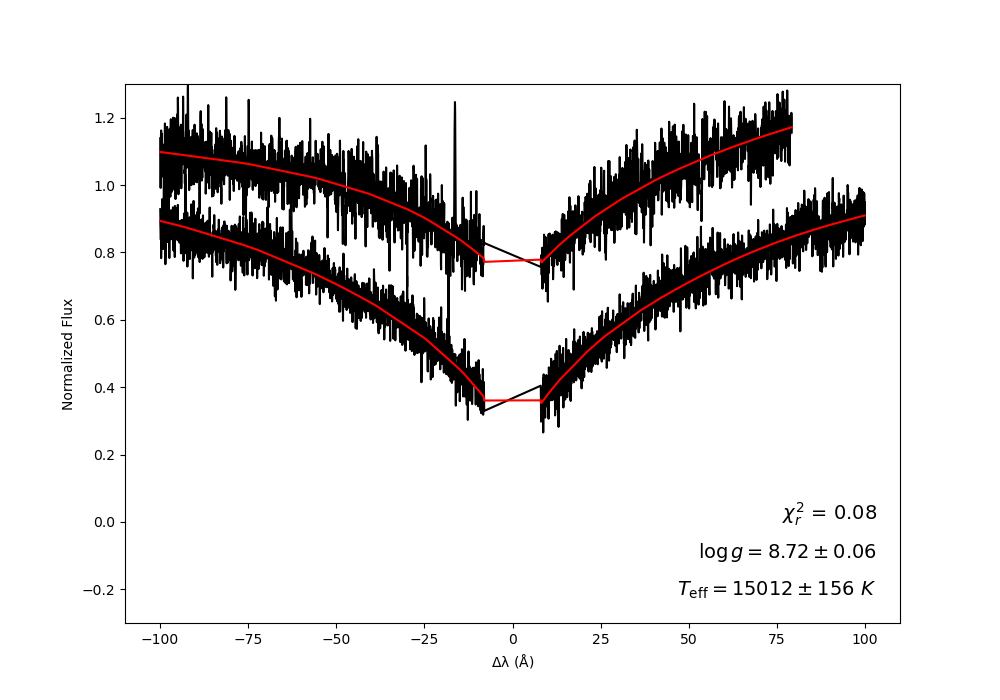 1.2
1.0
0.8
0.6
0.4
0.2
0.0
−0.2
Normalized Flux
χ²ᵣ = 0.08
log g = 8.72 ± 0.06
T_eff = 15012 ± 156 K
−100 −75 −50 −25 0 25 50 75 100
Δλ (Å)